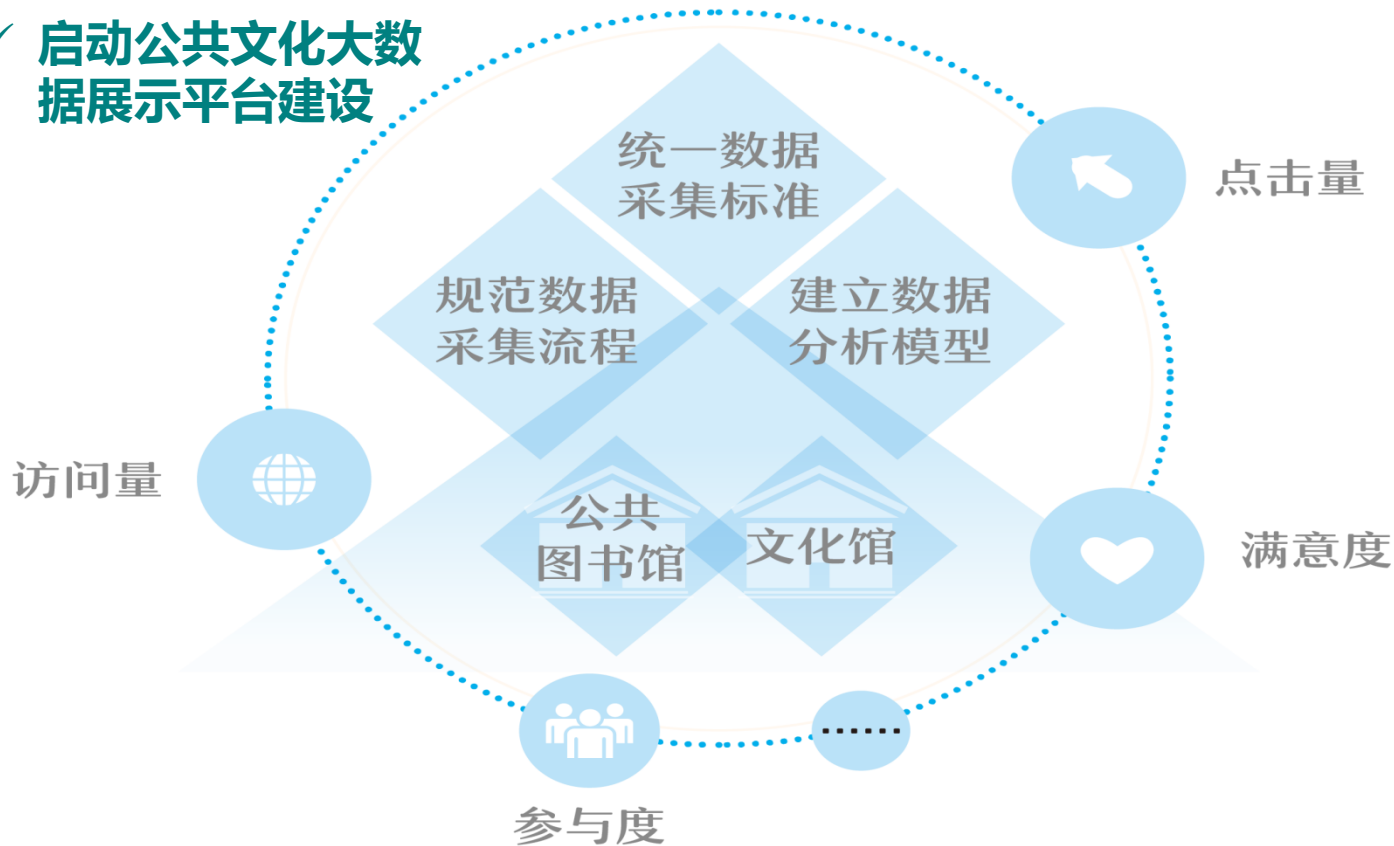 ✓ 启动公共文化大数
据展示平台建设
统一数据
采集标准
点击量
规范数据
采集流程
建立数据
分析模型
访问量
公共
图书馆
文化馆
满意度
······
参与度